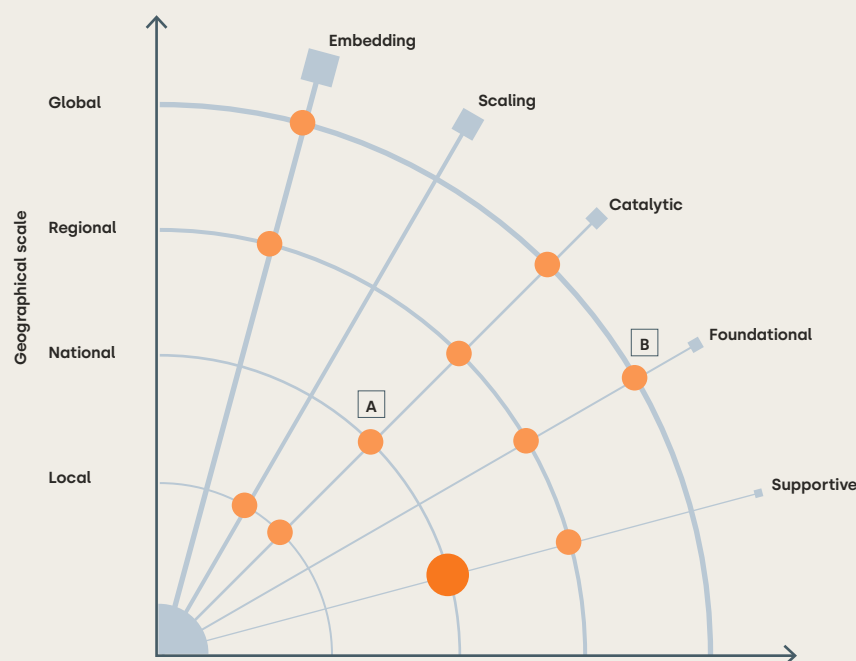 Embedding
Scaling
Global
Catalytic
Regional
Geographical scale
Foundational
B
National
A
Local
Supportive